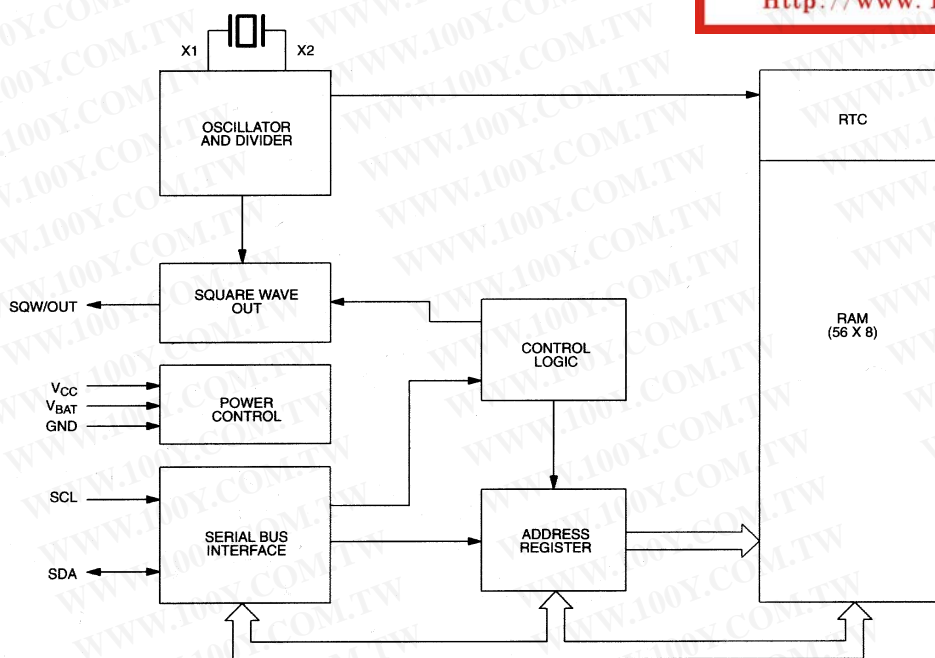 Http://www. 1
X1
X2
OSCILLATOR
AND DIVIDER
RTC
SQUARE WAVE
OUT
SQW/OUT
CONTROL
LOGIC
RAM
(56 X 8)
VCC
VBAT
GND
POWER
CONTROL
SCL
SDA
SERIAL BUS
INTERFACE
ADDRESS
REGISTER
WWW.100Y.COM.TW